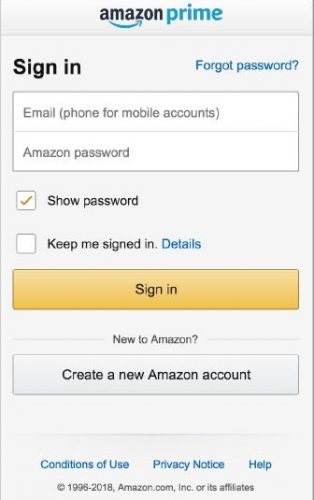 amazon prime
Sign in
Forgot password?
Email (phone for mobile accounts)
Amazon password
Show password
Keep me signed in. Details
Sign in
New to Amazon?
Create a new Amazon account
Conditions of Use Privacy Notice Help
© 1996-2018, Amazon.com, Inc. or its affiliates